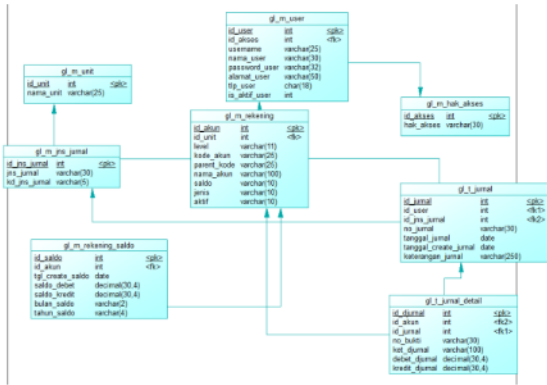 gl_m_user
id_user int <pk>
id_akses int <fk>
username varchar(25)
nama_user varchar(30)
password_user varchar(32)
alamat_user varchar(50)
tlp_user char(18)
is_aktif_user int
gl_m_unit
id_unit int <pk>
nama_unit varchar(25)
gl_m_hak_akses
id_akses int <pk>
hak_akses varchar(30)
gl_m_rekening
id_akun int <pk>
id_unit int <fk>
level varchar(11)
kode_akun varchar(25)
parent_kode varchar(25)
nama_akun varchar(100)
saldo varchar(10)
jenis varchar(10)
aktif varchar(10)
gl_m_jns_jurnal
id_jns_jurnal int <pk>
jns_jurnal varchar(30)
kd_jns_jurnal varchar(5)
gl_t_jurnal
id_jurnal int <pk>
id_user int <fk1>
id_jns_jurnal int <fk2>
no_jurnal varchar(30)
tanggal_jurnal date
tanggal_create_jurnal date
keterangan_jurnal varchar(250)
gl_m_rekening_saldo
id_saldo int <pk>
id_akun int <fk>
tgl_create_saldo date
saldo_debet decimal(30,4)
saldo_kredit decimal(30,4)
bulan_saldo varchar(2)
tahun_saldo varchar(4)
gl_t_jurnal_detail
id_djurnal int <pk>
id_akun int <fk2>
id_jurnal int <fk1>
no_bukti varchar(30)
ket_djurnal varchar(100)
debet_djurnal decimal(30,4)
kredit_djurnal decimal(30,4)